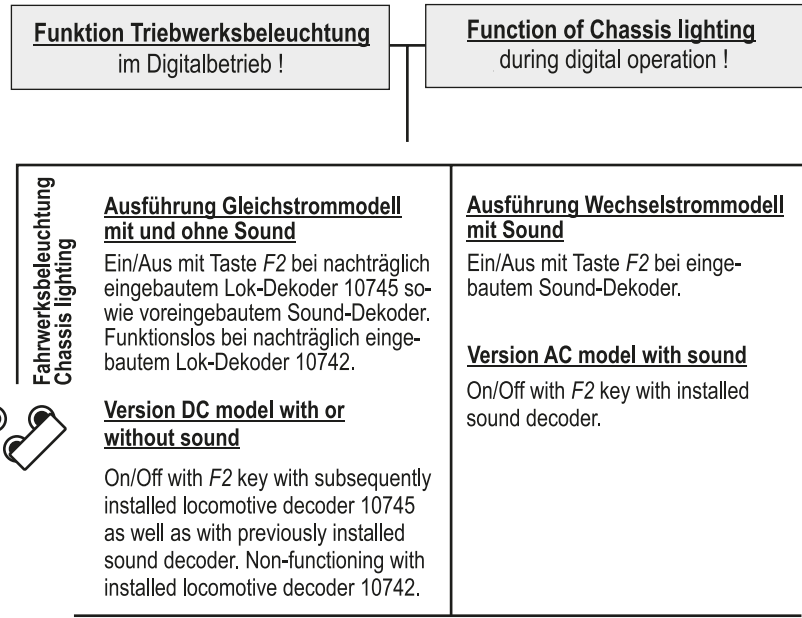 Funktion Triebwerksbeleuchtung
im Digitalbetrieb !
Function of Chassis lighting
during digital operation !
Fahrwerksbeleuchtung
Chassis lighting
Ausführung Gleichstrommodell
mit und ohne Sound
Ein/Aus mit Taste F2 bei nachträglich
eingebautem Lok-Dekoder 10745 so-
wie voreingebautem Sound-Dekoder.
Funktionslos bei nachträglich einge-
bautem Lok-Dekoder 10742.
Version DC model with or
without sound
On/Off with F2 key with subsequently
installed locomotive decoder 10745
as well as with previously installed
sound decoder. Non-functioning with
installed locomotive decoder 10742.
Ausführung Wechselstrommodell
mit Sound
Ein/Aus mit Taste F2 bei einge-
bautem Sound-Dekoder.
Version AC model with sound
On/Off with F2 key with installed
sound decoder.